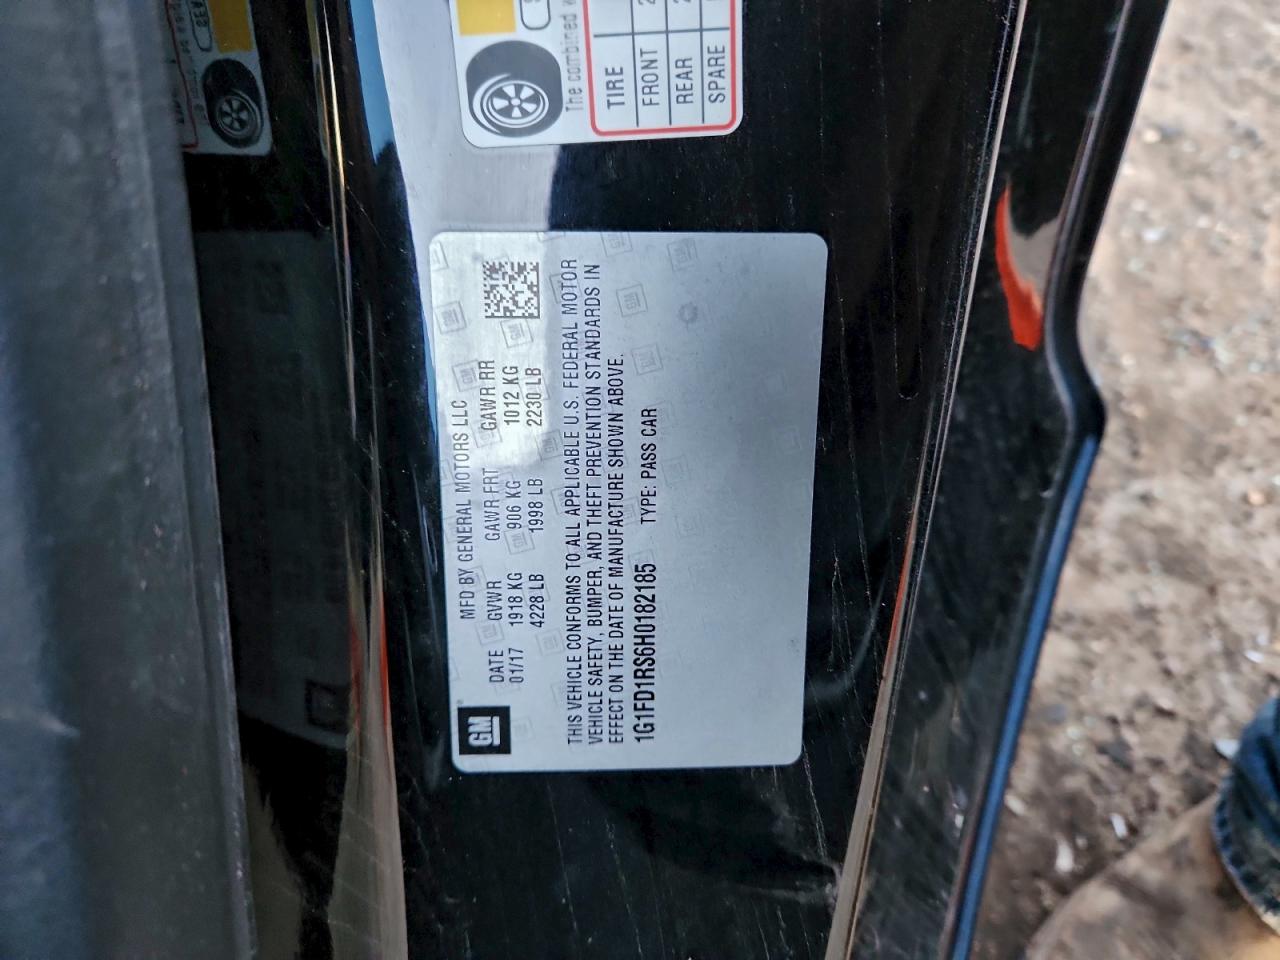 The combined
TIRE
FRONT
REAR
SPARE
MFD BY GENERAL MOTORS LLC
DATE GVWR GAWR FRT GAWR RR
01/17 1918 KG 906 KG 1012 KG
4228 LB 1998 LB 2230 LB
GM
THIS VEHICLE CONFORMS TO ALL APPLICABLE U.S. FEDERAL MOTOR
VEHICLE SAFETY, BUMPER, AND THEFT PREVENTION STANDARDS IN
EFFECT ON THE DATE OF MANUFACTURE SHOWN ABOVE.
1G1FD1RS6H0182185 TYPE: PASS CAR